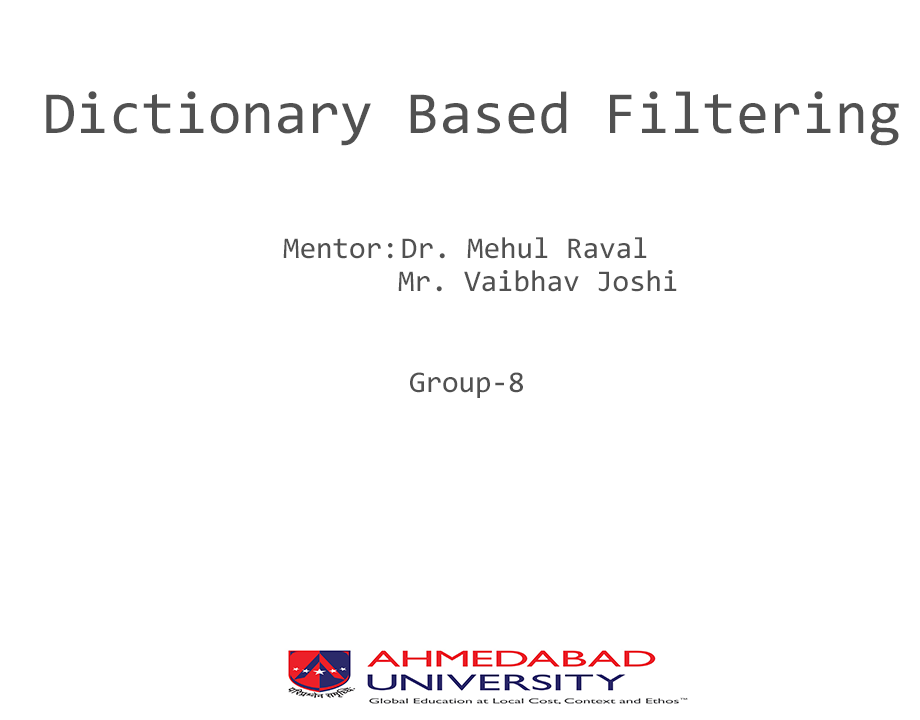 Dictionary Based Filtering
Mentor:Dr. Mehul Raval
Mr. Vaibhav Joshi
Group-8
AHMEDABAD
UNIVERSITY
Global Education at Local Cost, Context and Ethos™